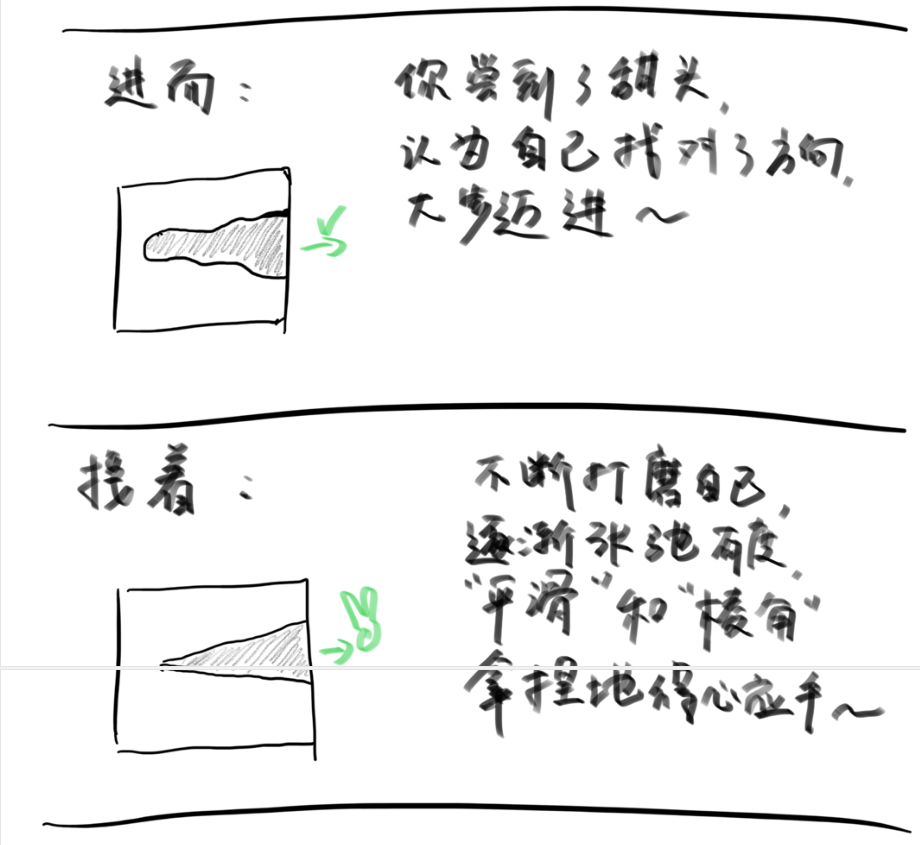 进而：
你尝到了甜头，
认为自己找对了方向，
大步迈进～
接着：
不断打磨自己，
逐渐张弛有度，
“平滑”和“棱角”
拿捏地得心应手～